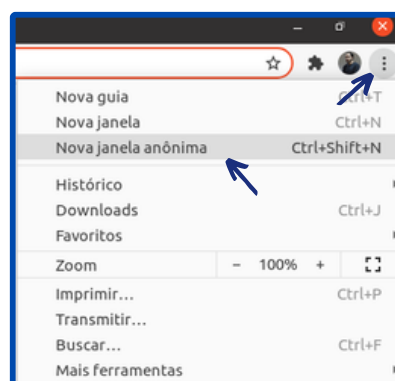 Nova guia Ctrl+T
Nova janela Ctrl+N
Nova janela anônima Ctrl+Shift+N
Histórico
Downloads Ctrl+J
Favoritos
Zoom - 100% +
Imprimir... Ctrl+P
Transmitir...
Buscar... Ctrl+F
Mais ferramentas